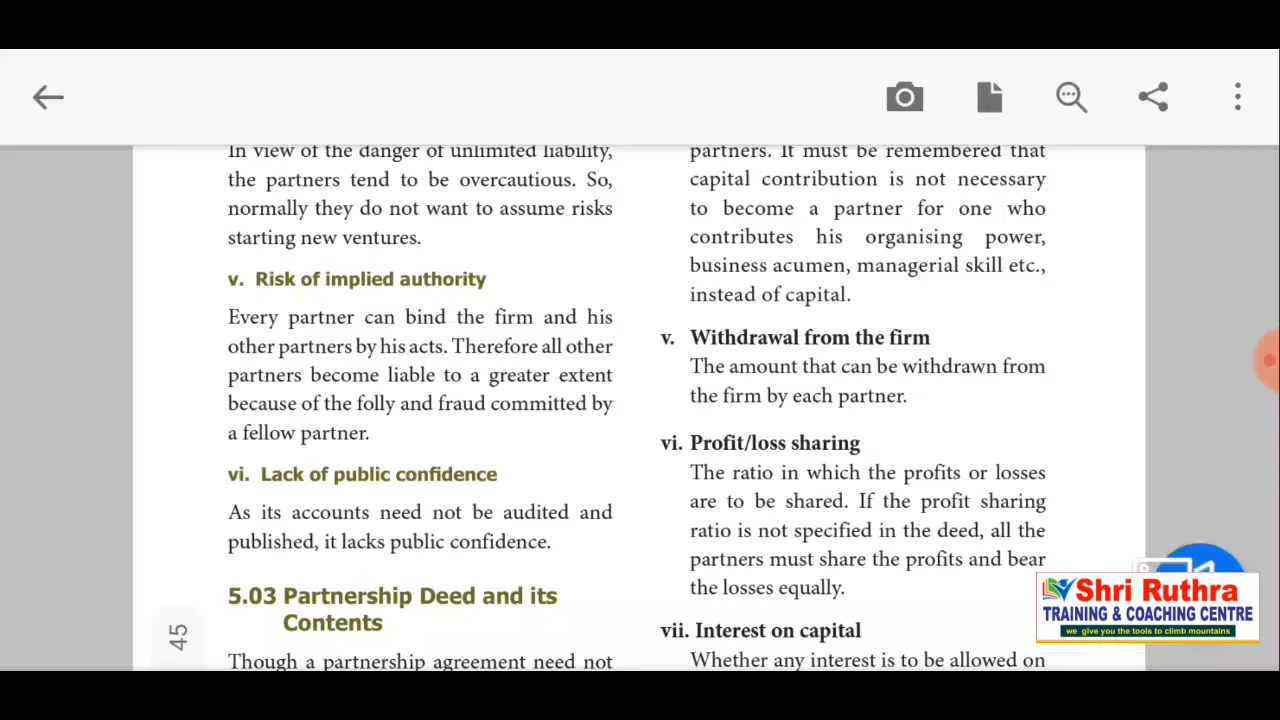 In view of the danger of unlimited liability,
the partners tend to be overcautious. So,
normally they do not want to assume risks
starting new ventures.
v. Risk of implied authority
Every partner can bind the firm and his
other partners by his acts. Therefore all other
partners become liable to a greater extent
because of the folly and fraud committed by
a fellow partner.
vi. Lack of public confidence
As its accounts need not be audited and
published, it lacks public confidence.
5.03 Partnership Deed and its
Contents
Though a partnership agreement need not
45
partners. It must be remembered that
capital contribution is not necessary
to become a partner for one who
contributes his organising power,
business acumen, managerial skill etc.,
instead of capital.
v. Withdrawal from the firm
The amount that can be withdrawn from
the firm by each partner.
vi. Profit/loss sharing
The ratio in which the profits or losses
are to be shared. If the profit sharing
ratio is not specified in the deed, all the
partners must share the profits and bear
the losses equally.
vii. Interest on capital
Whether any interest is to be allowed on
Shri Ruthra
TRAINING & COACHING CENTRE
we give you the tools to climb mountains